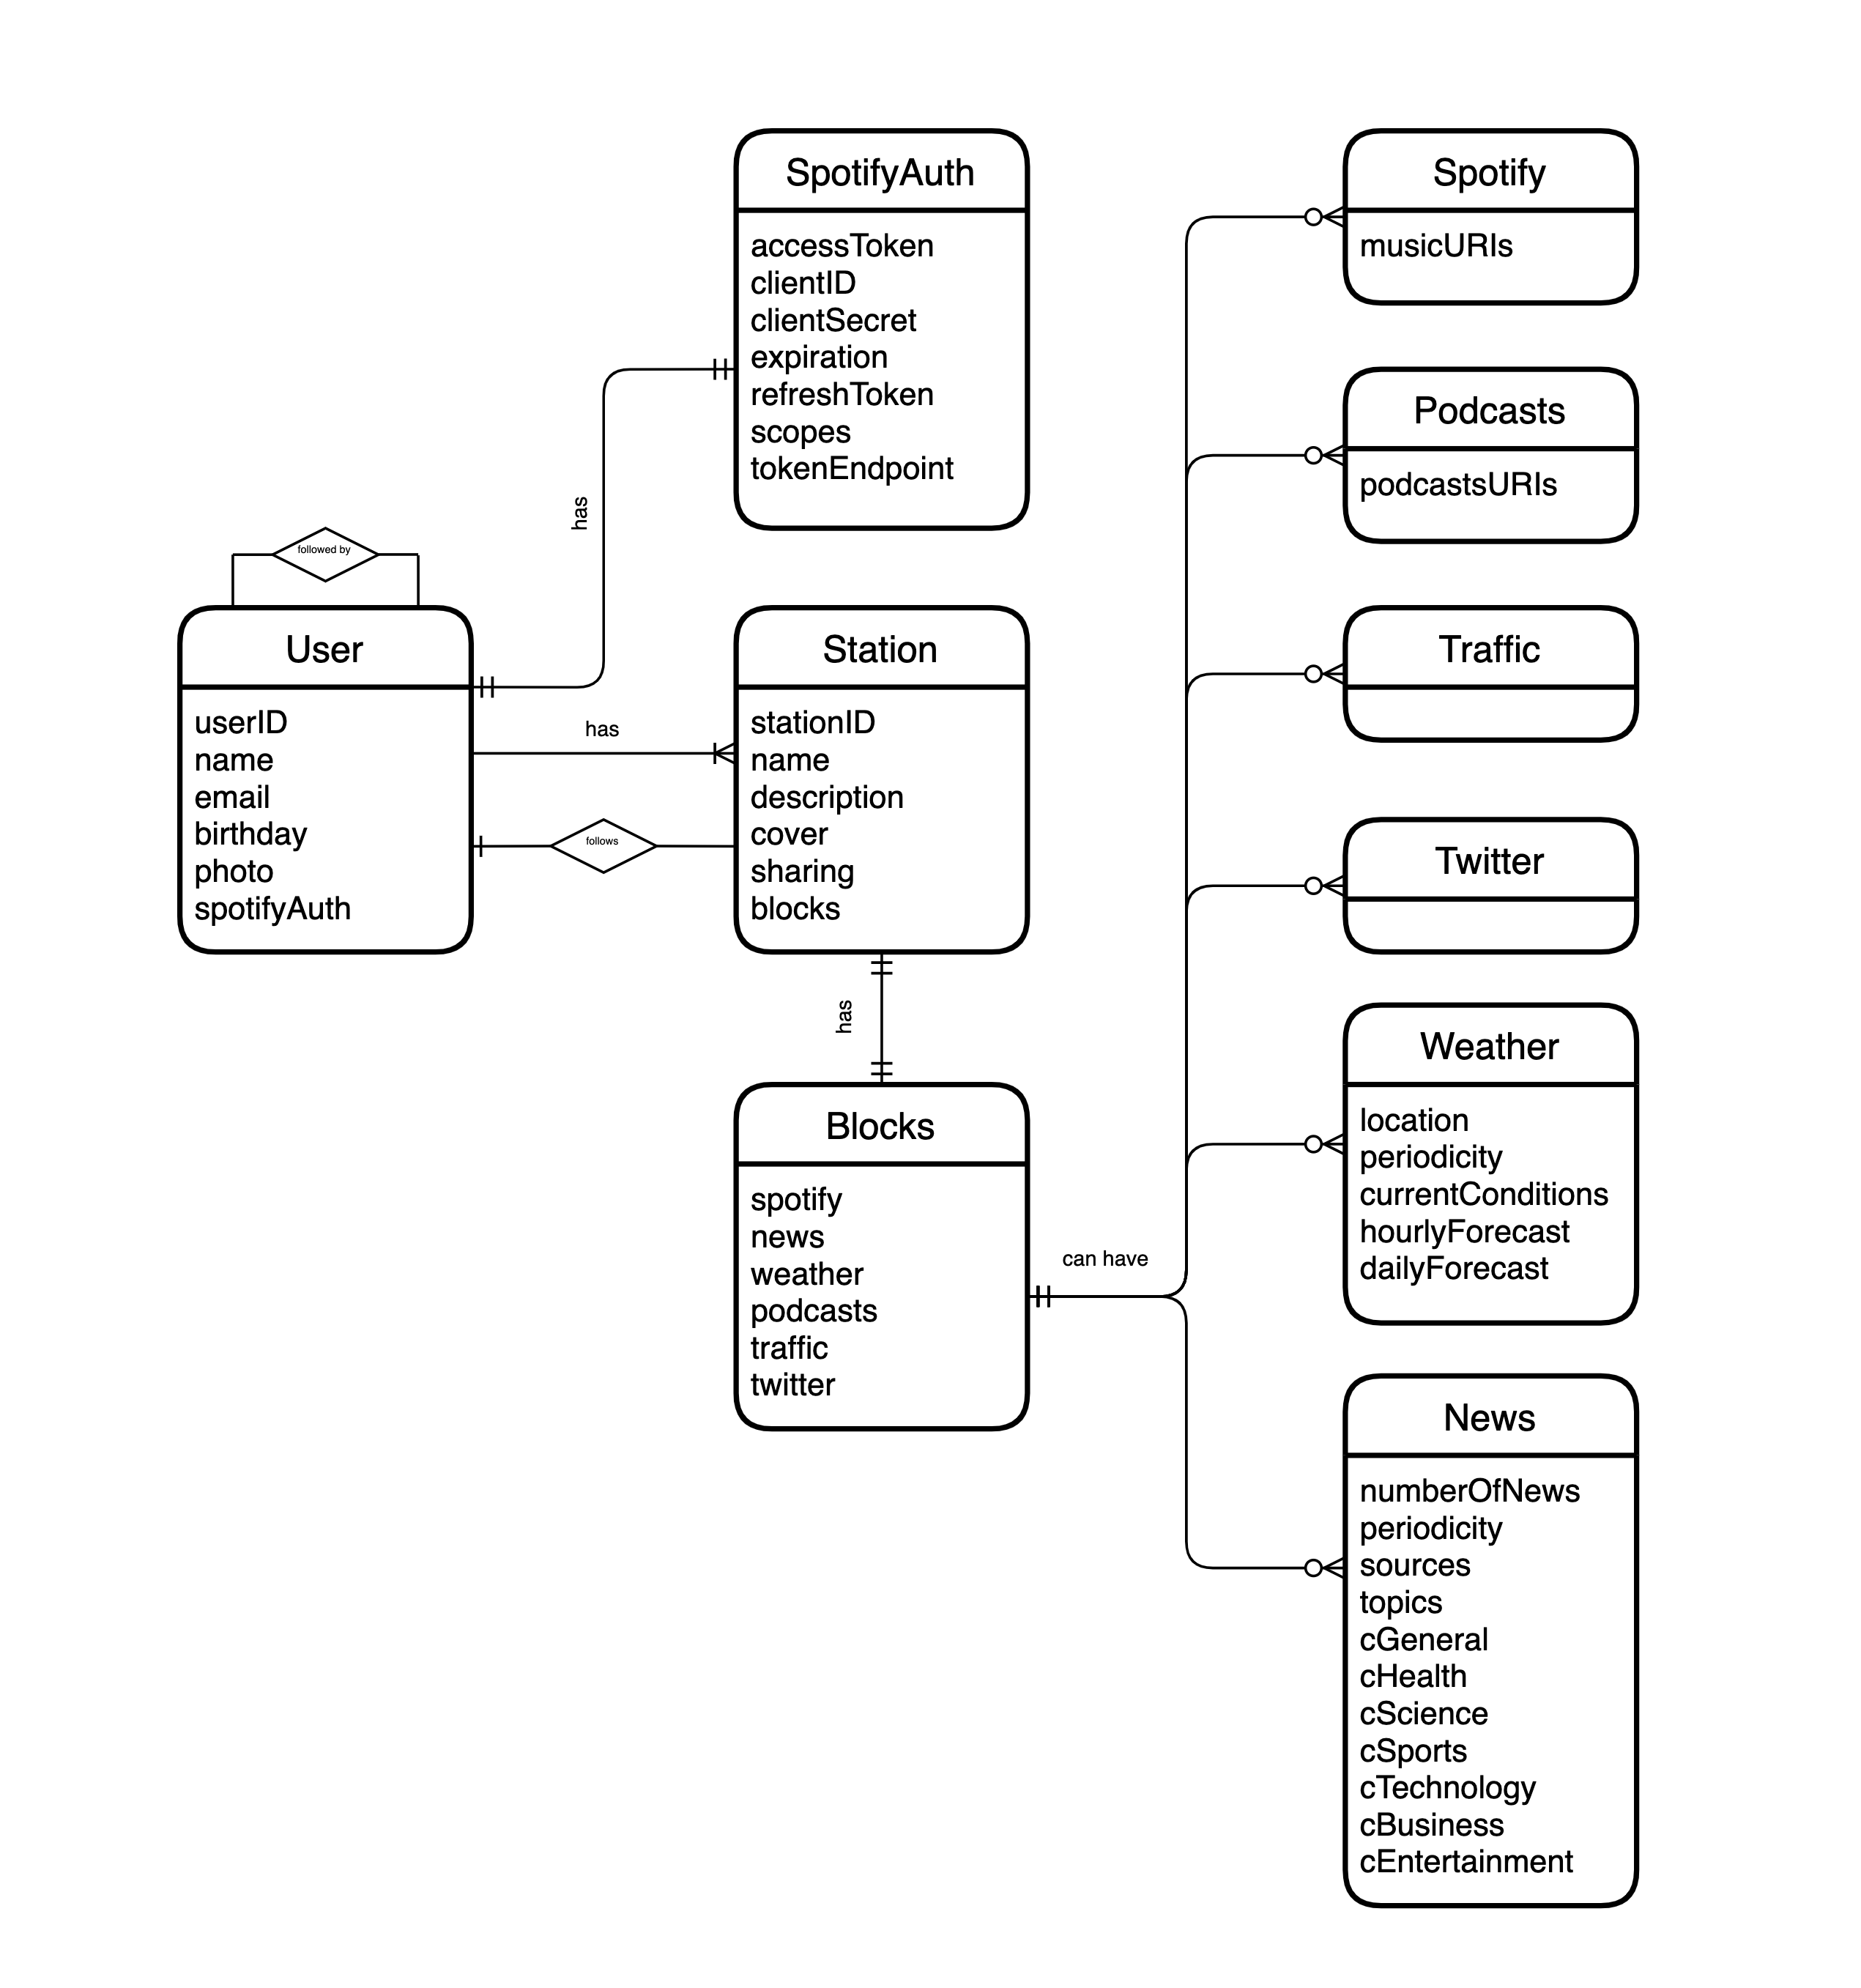 SpotifyAuth
accessToken
clientID
clientSecret
expiration
refreshToken
scopes
tokenEndpoint
has
followed by
User
userID
name
email
birthday
photo
spotifyAuth
has
follows
Station
stationID
name
description
cover
sharing
blocks
has
Blocks
spotify
news
weather
podcasts
traffic
twitter
can have
Spotify
musicURIs
Podcasts
podcastsURIs
Traffic
Twitter
Weather
location
periodicity
currentConditions
hourlyForecast
dailyForecast
News
numberOfNews
periodicity
sources
topics
cGeneral
cHealth
cScience
cSports
cTechnology
cBusiness
cEntertainment